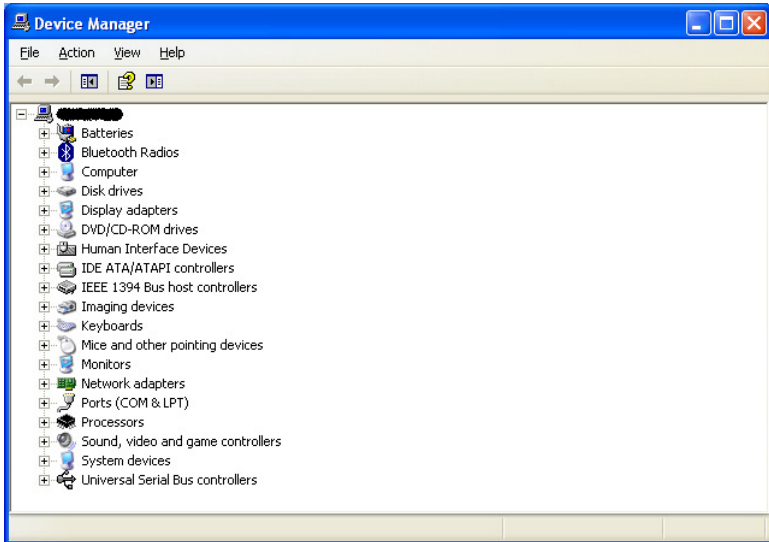 Device Manager
File Action View Help
Batteries
Bluetooth Radios
Computer
Disk drives
Display adapters
DVD/CD-ROM drives
Human Interface Devices
IDE ATA/ATAPI controllers
IEEE 1394 Bus host controllers
Imaging devices
Keyboards
Mice and other pointing devices
Monitors
Network adapters
Ports (COM & LPT)
Processors
Sound, video and game controllers
System devices
Universal Serial Bus controllers